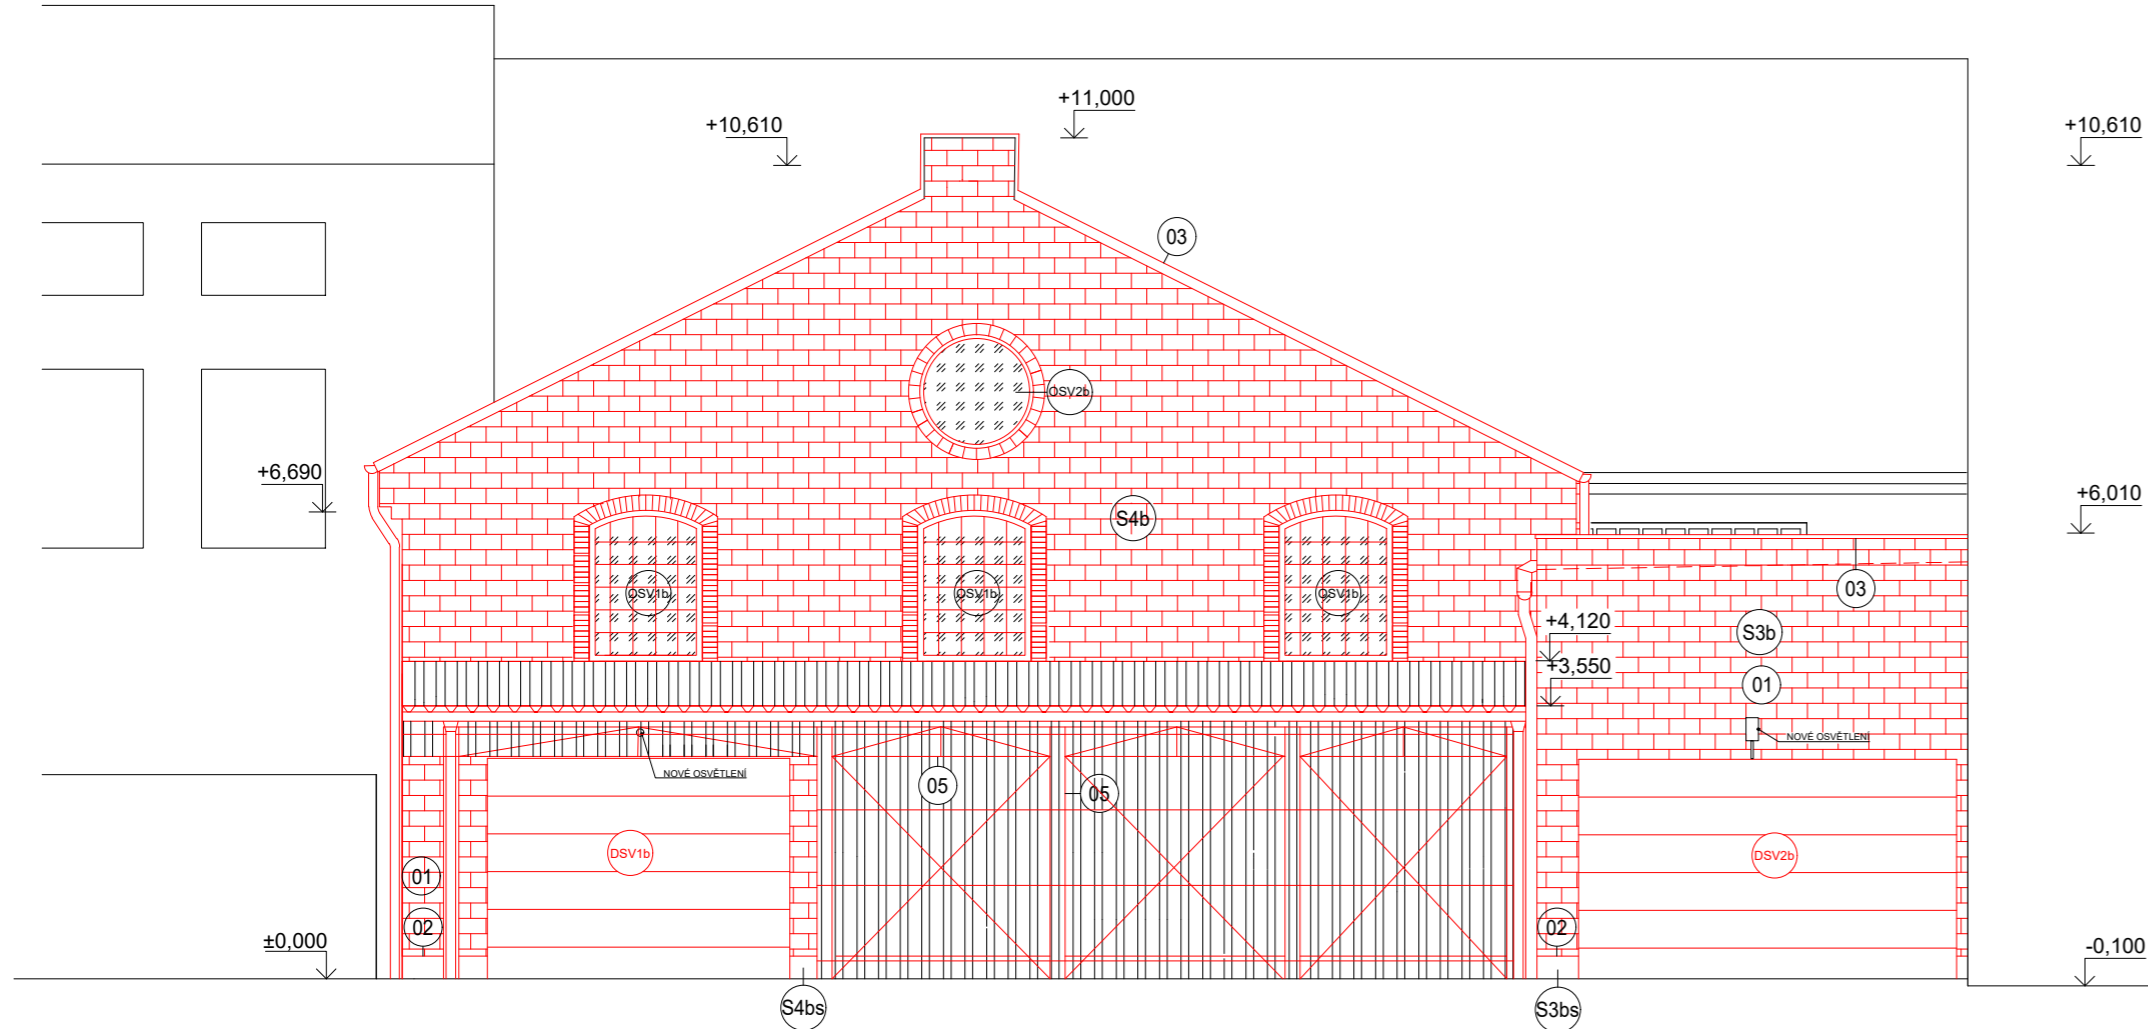 +11,000
+10,610
+10,610
03
OSV2b
+6,690
+6,010
S4b
OSV1b
OSV1b
OSV1b
03
+4,120
S3b
+3,550
01
NOVÉ OSVĚTLENÍ
NOVÉ OSVĚTLENÍ
05
05
DSV1b
DSV2b
01
02
02
±0,000
-0,100
S4bs
S3bs